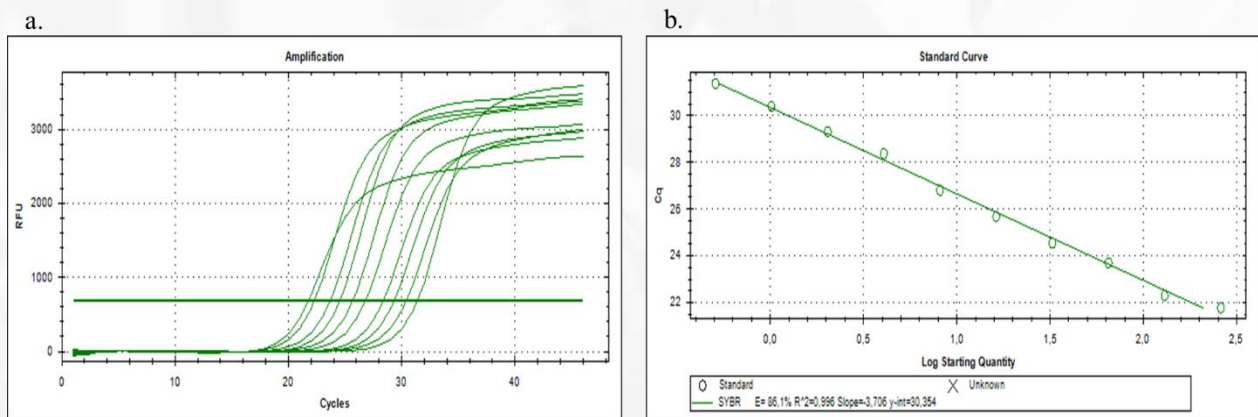 a.
Amplification
RFU
3000
2000
1000
0
0 10 20 30 40
Cycles
b.
Standard Curve
Cq
30
28
26
24
22
0,0 0,5 1,0 1,5 2,0 2,5
Log Starting Quantity
Standard Unknown
SYBR E= 86,1% R^2=0,996 Slope=-3,706 y-int=30,354